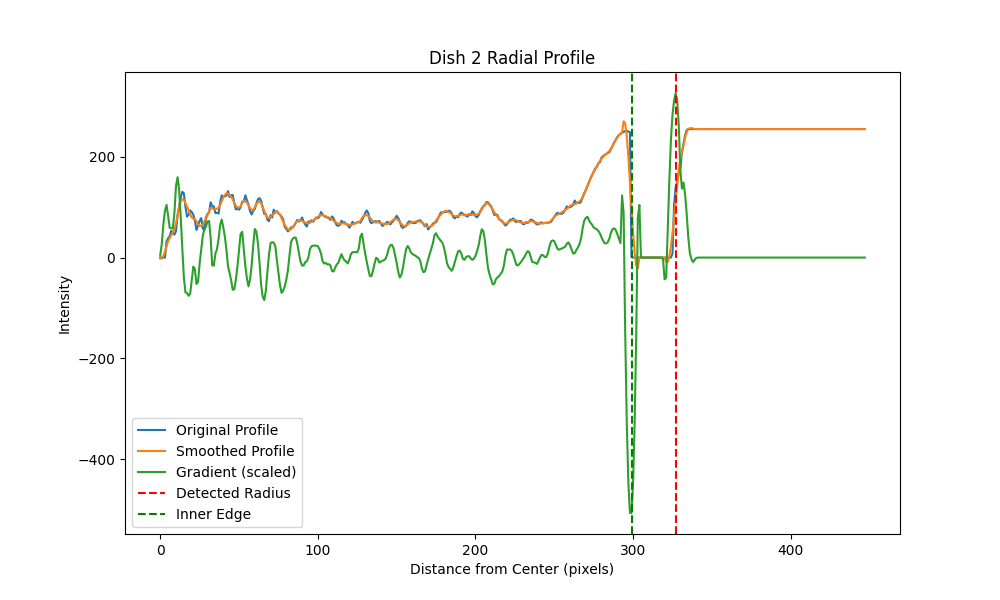 Dish 2 Radial Profile
Intensity
200
0
−200
−400
Original Profile
Smoothed Profile
Gradient (scaled)
Detected Radius
Inner Edge
0 100 200 300 400
Distance from Center (pixels)